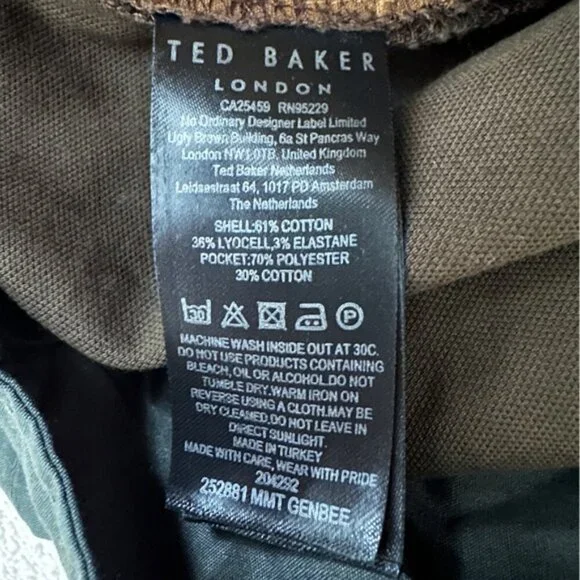 TED BAKER
LONDON
CA25459 RN95229
No Ordinary Designer Label Limited
Ugly Brown Building, 6a St Pancras Way
London NW1 0TB, United Kingdom
Ted Baker Netherlands
Leidsestraat 64, 1017 PD Amsterdam
The Netherlands
SHELL:61% COTTON
36% LYOCELL,3% ELASTANE
POCKET:70% POLYESTER
30% COTTON
30 P
MACHINE WASH INSIDE OUT AT 30C.
DO NOT USE PRODUCTS CONTAINING
BLEACH, OIL OR ALCOHOL.DO NOT
TUMBLE DRY.WARM IRON ON
REVERSE USING A CLOTH.MAY BE
DRY CLEANED.DO NOT LEAVE IN
DIRECT SUNLIGHT.
MADE IN TURKEY
MADE WITH CARE, WEAR WITH PRIDE
204292
252881 MMT GENBEE